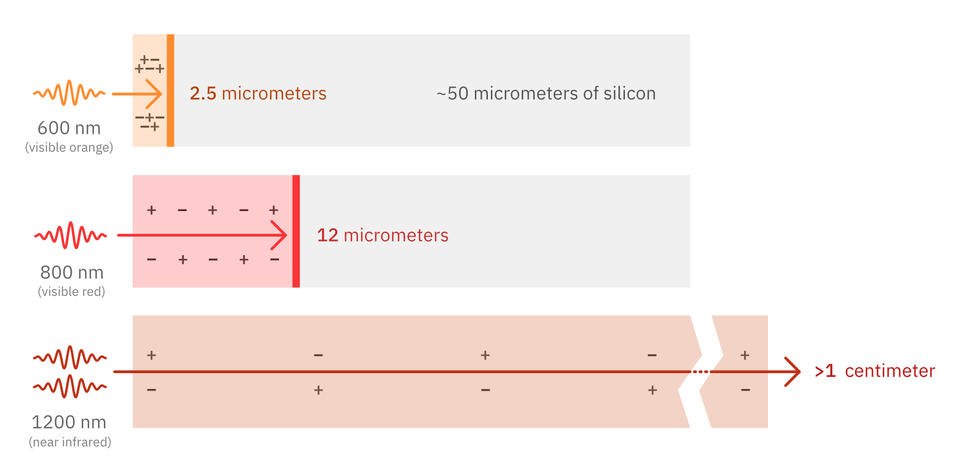 +−
+−+
2.5 micrometers
~50 micrometers of silicon
−+−
−+
600 nm
(visible orange)
+ − + − +
12 micrometers
− + − + −
800 nm
(visible red)
+ − + − +
>1 centimeter
− + − + −
1200 nm
(near infrared)